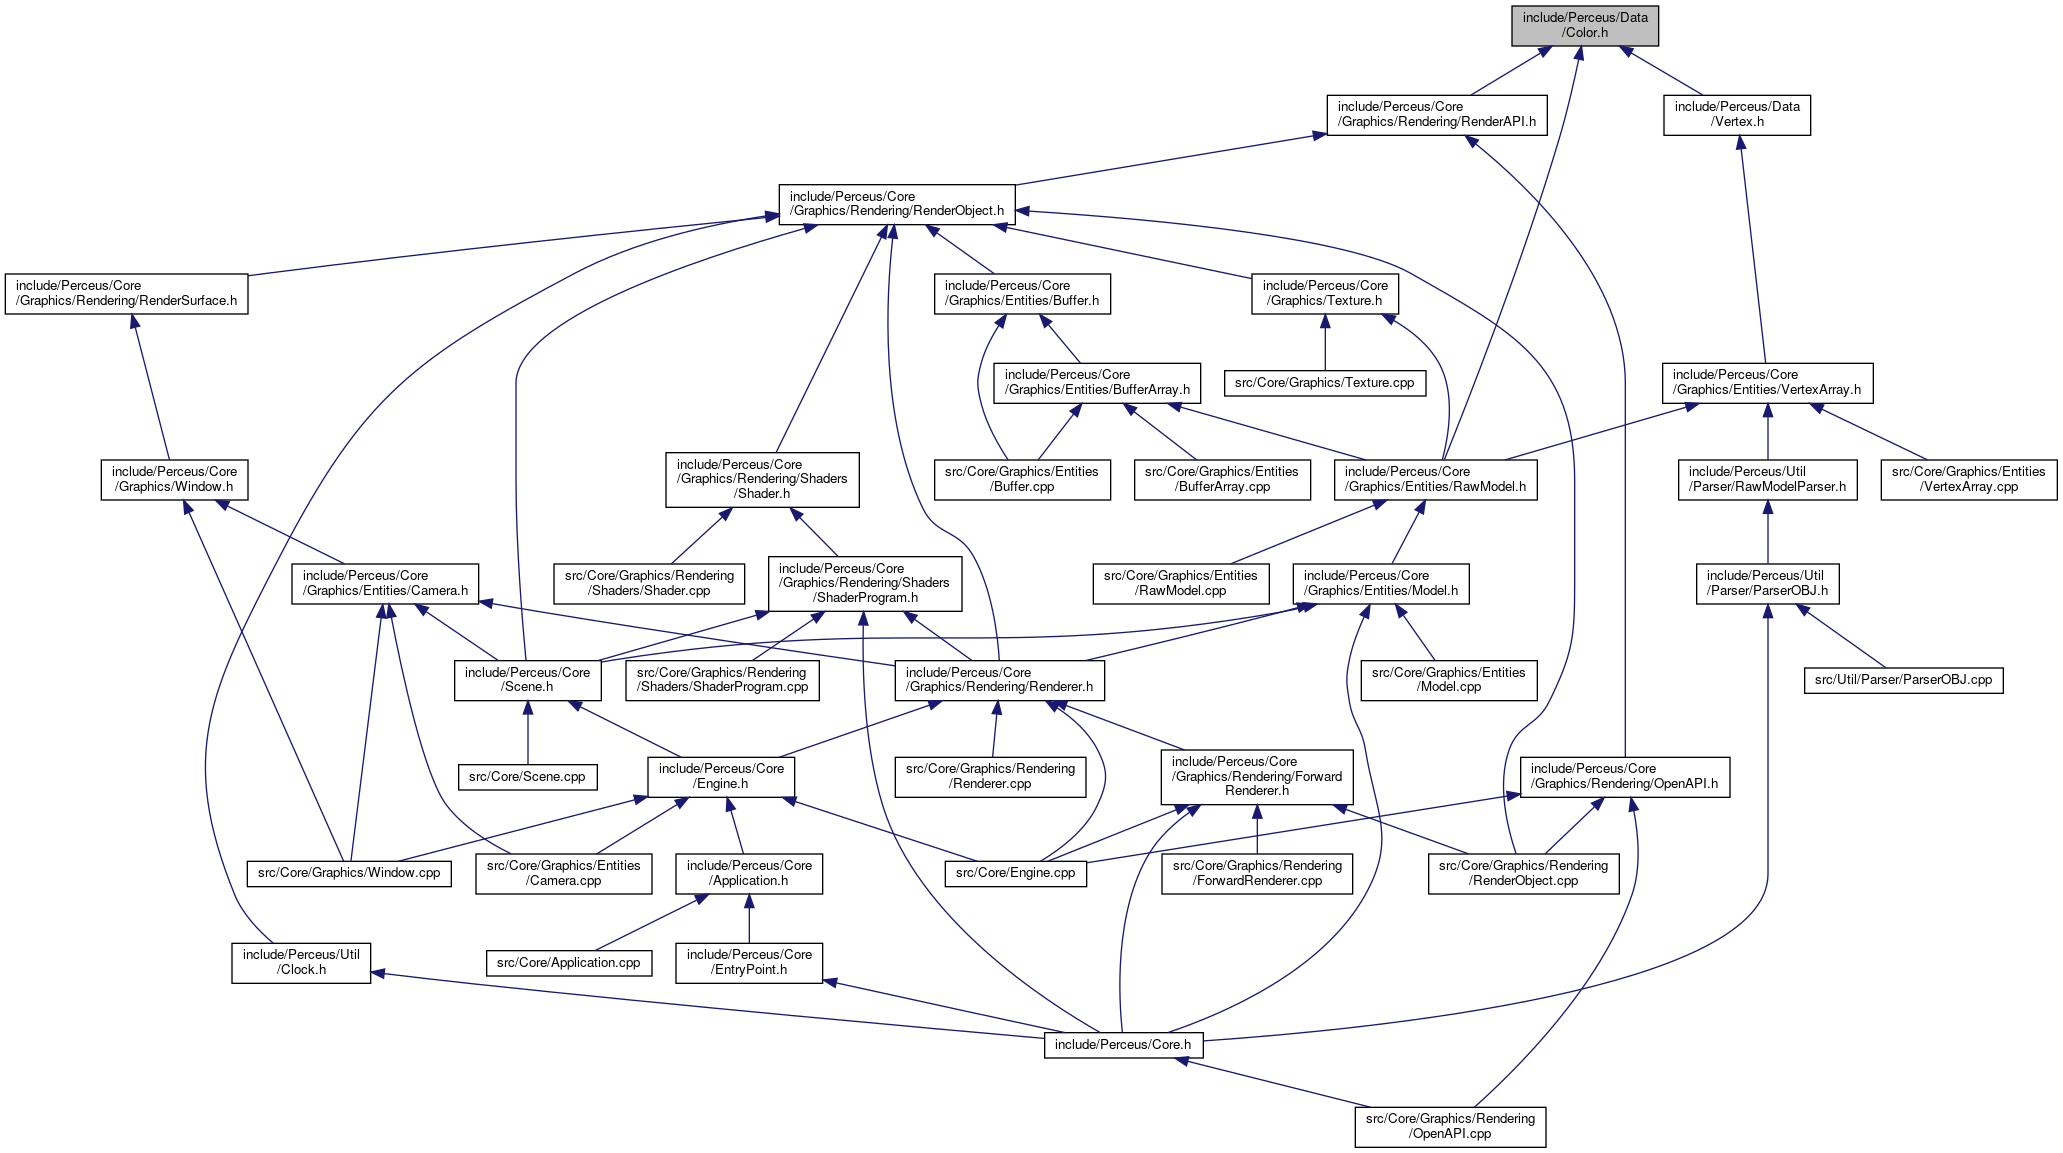 include/Perceus/Data
/Color.h
include/Perceus/Core
/Graphics/Rendering/RenderAPI.h
include/Perceus/Data
/Vertex.h
include/Perceus/Core
/Graphics/Rendering/RenderObject.h
include/Perceus/Core
/Graphics/Rendering/RenderSurface.h
include/Perceus/Core
/Graphics/Entities/Buffer.h
include/Perceus/Core
/Graphics/Texture.h
include/Perceus/Core
/Graphics/Entities/BufferArray.h
src/Core/Graphics/Texture.cpp
include/Perceus/Core
/Graphics/Entities/VertexArray.h
include/Perceus/Core
/Graphics/Window.h
include/Perceus/Core
/Graphics/Rendering/Shaders
/Shader.h
src/Core/Graphics/Entities
/Buffer.cpp
src/Core/Graphics/Entities
/BufferArray.cpp
include/Perceus/Core
/Graphics/Entities/RawModel.h
include/Perceus/Util
/Parser/RawModelParser.h
src/Core/Graphics/Entities
/VertexArray.cpp
include/Perceus/Core
/Graphics/Entities/Camera.h
src/Core/Graphics/Rendering
/Shaders/Shader.cpp
include/Perceus/Core
/Graphics/Rendering/Shaders
/ShaderProgram.h
src/Core/Graphics/Entities
/RawModel.cpp
include/Perceus/Core
/Graphics/Entities/Model.h
include/Perceus/Util
/Parser/ParserOBJ.h
include/Perceus/Core
/Scene.h
src/Core/Graphics/Rendering
/Shaders/ShaderProgram.cpp
include/Perceus/Core
/Graphics/Rendering/Renderer.h
src/Core/Graphics/Entities
/Model.cpp
src/Util/Parser/ParserOBJ.cpp
src/Core/Scene.cpp
include/Perceus/Core
/Engine.h
src/Core/Graphics/Rendering
/Renderer.cpp
include/Perceus/Core
/Graphics/Rendering/Forward
Renderer.h
include/Perceus/Core
/Graphics/Rendering/OpenAPI.h
src/Core/Graphics/Window.cpp
src/Core/Graphics/Entities
/Camera.cpp
include/Perceus/Core
/Application.h
src/Core/Engine.cpp
src/Core/Graphics/Rendering
/ForwardRenderer.cpp
src/Core/Graphics/Rendering
/RenderObject.cpp
include/Perceus/Util
/Clock.h
src/Core/Application.cpp
include/Perceus/Core
/EntryPoint.h
include/Perceus/Core.h
src/Core/Graphics/Rendering
/OpenAPI.cpp